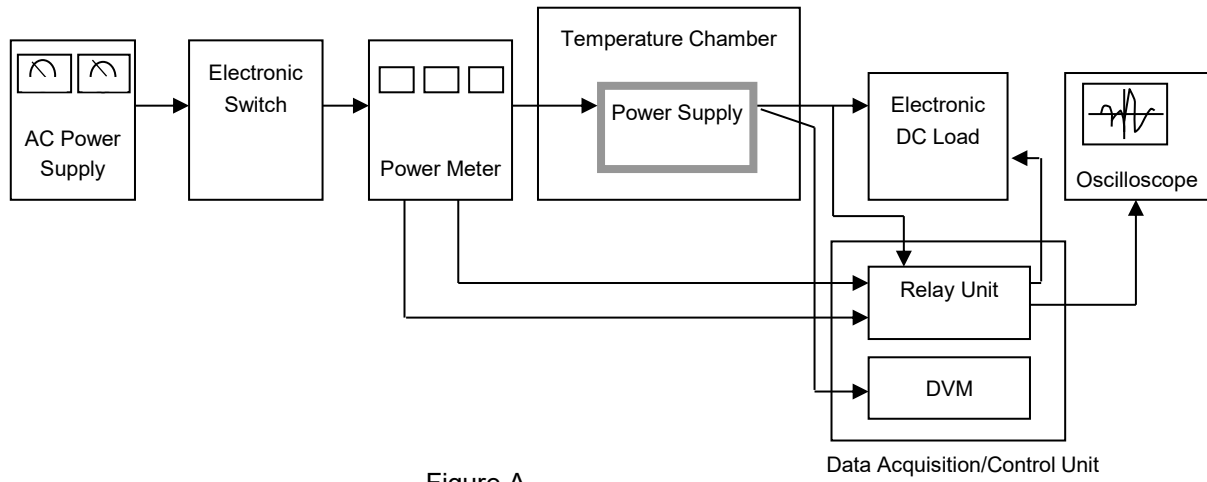 Temperature Chamber
Electronic
Switch
Power Supply
Electronic
DC Load
AC Power
Supply
Power Meter
Oscilloscope
Relay Unit
DVM
Data Acquisition/Control Unit
Figure A